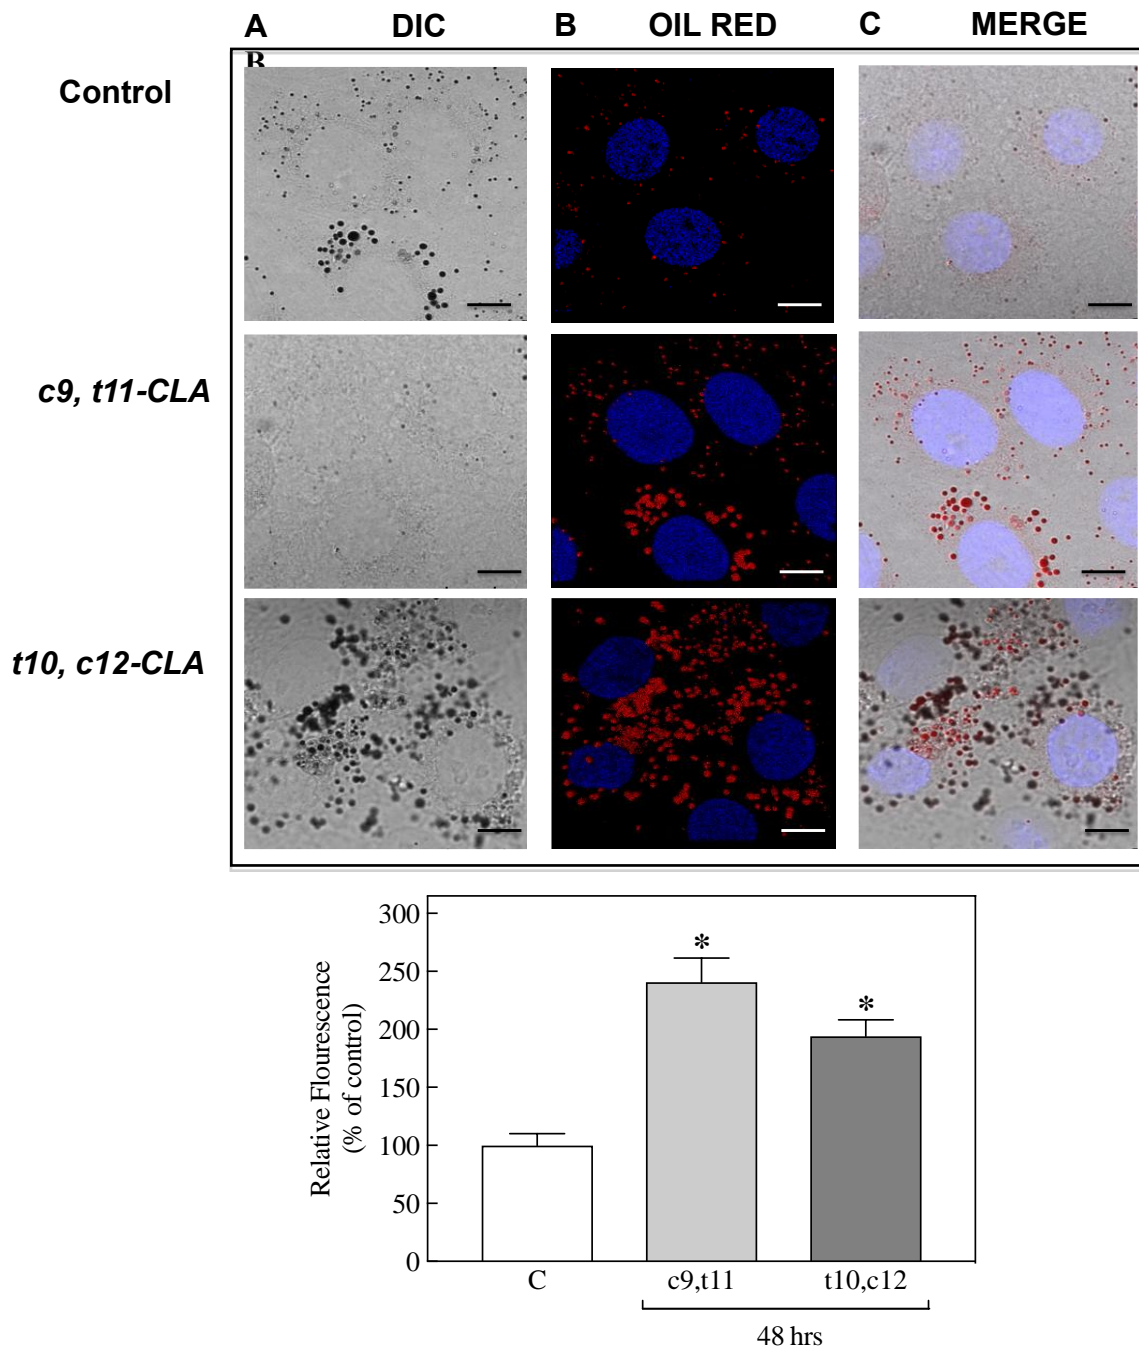 A DIC B OIL RED C MERGE
B
Control
c9, t11-CLA
t10, c12-CLA
300
250
200
150
100
50
0
Relative Flourescence
(% of control)
*
*
C c9,t11 t10,c12
48 hrs